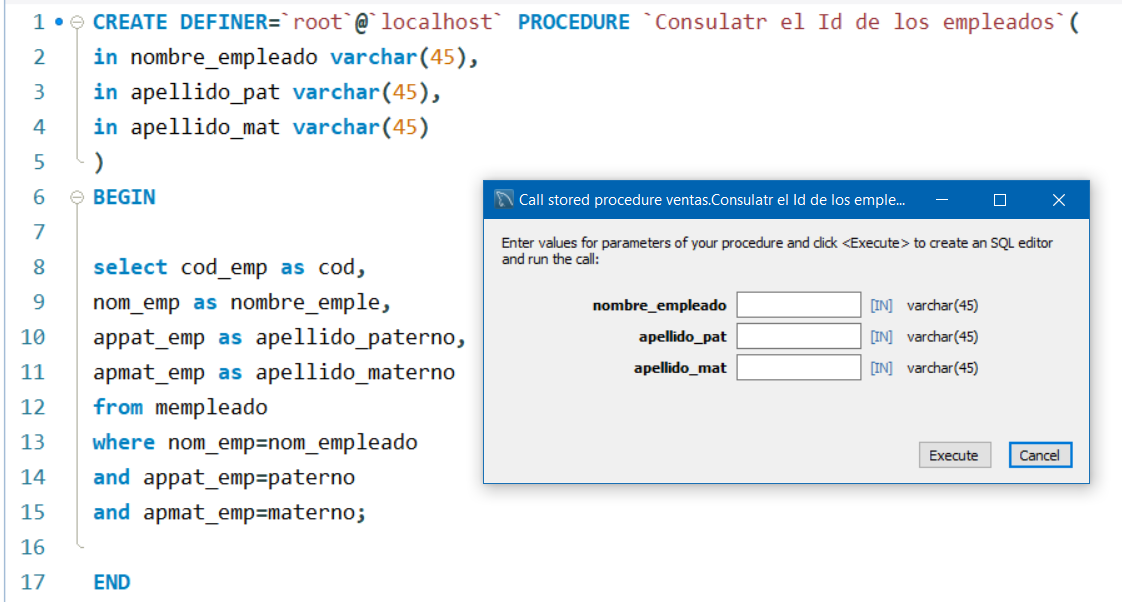 1 CREATE DEFINER=`root`@`localhost` PROCEDURE `Consulatr el Id de los empleados`(
2 in nombre_empleado varchar(45),
3 in apellido_pat varchar(45),
4 in apellido_mat varchar(45)
5 )
6 BEGIN
7
8 select cod_emp as cod,
9 nom_emp as nombre_emple,
10 appat_emp as apellido_paterno,
11 apmat_emp as apellido_materno
12 from mempleado
13 where nom_emp=nom_empleado
14 and appat_emp=paterno
15 and apmat_emp=materno;
16
17 END
Call stored procedure ventas.Consulatr el Id de los emple...
Enter values for parameters of your procedure and click <Execute> to create an SQL editor
and run the call:
nombre_empleado [IN] varchar(45)
apellido_pat [IN] varchar(45)
apellido_mat [IN] varchar(45)
Execute Cancel